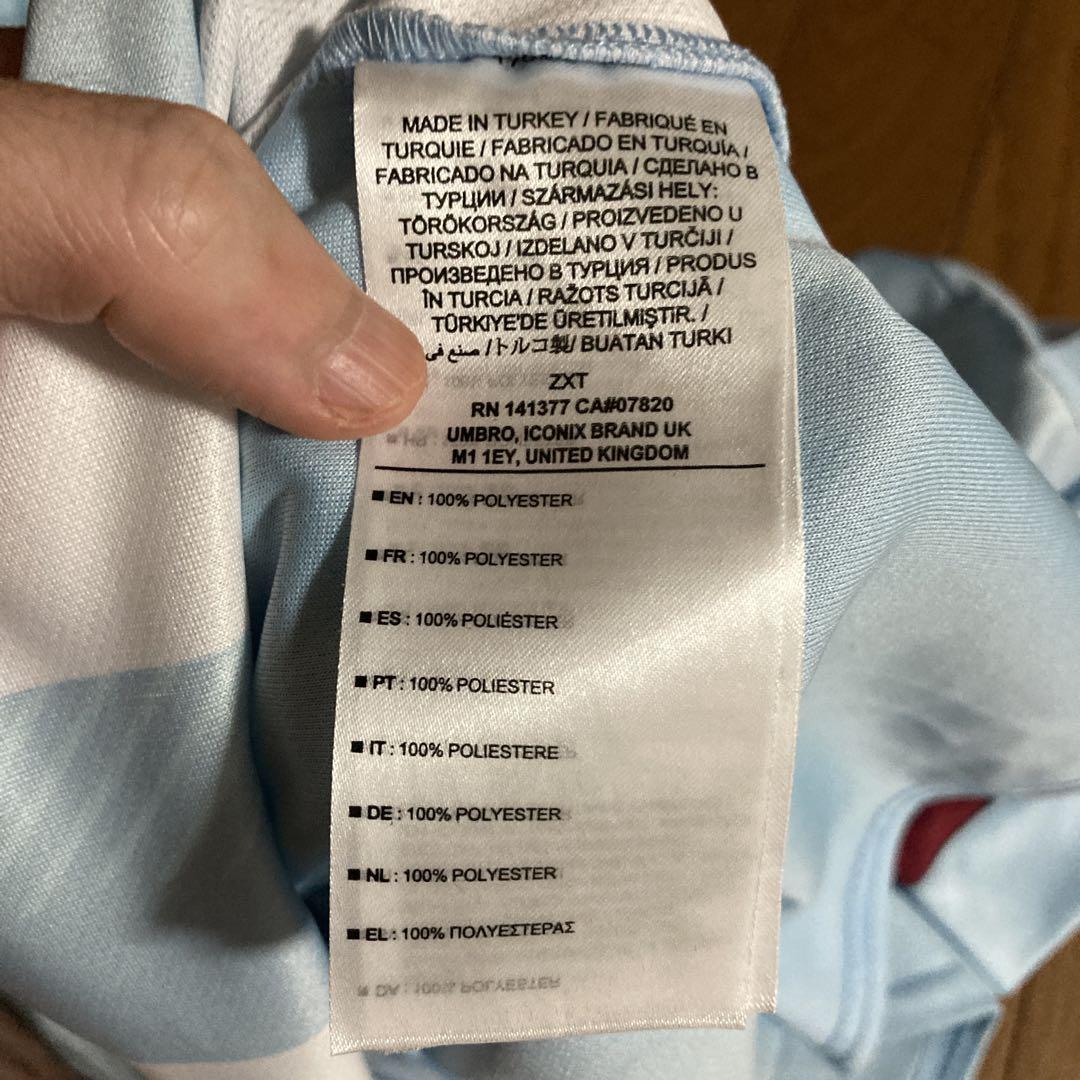 MADE IN TURKEY / FABRIQUÉ EN
TURQUIE / FABRICADO EN TURQUÍA /
FABRICADO NA TURQUIA / СДЕЛАНО В
ТУРЦИИ / SZÁRMAZÁSI HELY:
TÖRÖKORSZÁG / PROIZVEDENO U
TURSKOJ / IZDELANO V TURČIJI /
ПРОИЗВЕДЕНО В ТУРЦИЯ / PRODUS
ÎN TURCIA / RAŽOTS TURCIJĀ /
TÜRKIYE'DE ÜRETILMIŞTIR. /
صنع في /トルコ製/ BUATAN TURKI
ZXT
RN 141377 CA#07820
UMBRO, ICONIX BRAND UK
M1 1EY, UNITED KINGDOM
■ EN : 100% POLYESTER
■ FR : 100% POLYESTER
■ ES : 100% POLIÉSTER
■ PT : 100% POLIESTER
■ IT : 100% POLIESTERE
■ DE : 100% POLYESTER
■ NL : 100% POLYESTER
■ EL : 100% ΠΟΛΥΕΣΤΕΡΑΣ